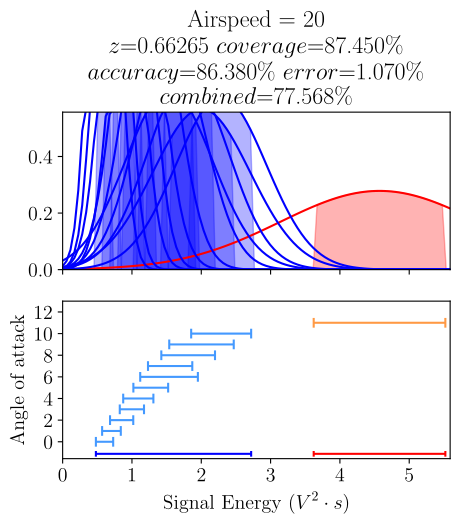 Airspeed = 20
z=0.66265 coverage=87.450%
accuracy=86.380% error=1.070%
combined=77.568%
0.4
0.2
0.0
12
10
8
6
4
2
0
Angle of attack
0 1 2 3 4 5
Signal Energy (V² · s)